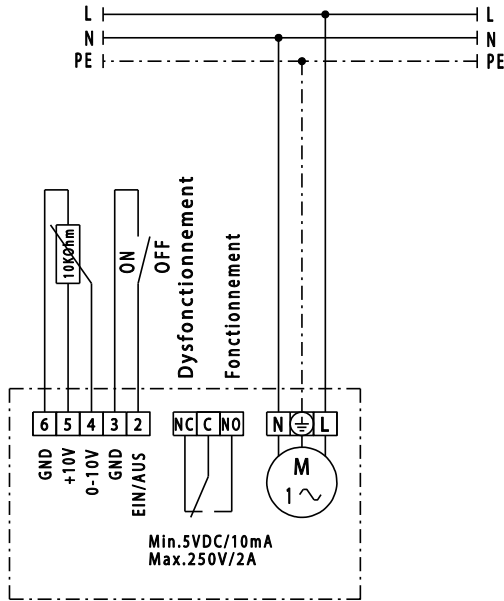 L L
N N
PE PE
10KOhm
ON
OFF
Dysfonctionnement
Fonctionnement
6 5 4 3 2
NC C NO
N L
GND
+10V
0-10V
GND
EIN/AUS
M
1
Min.5VDC/10mA
Max.250V/2A